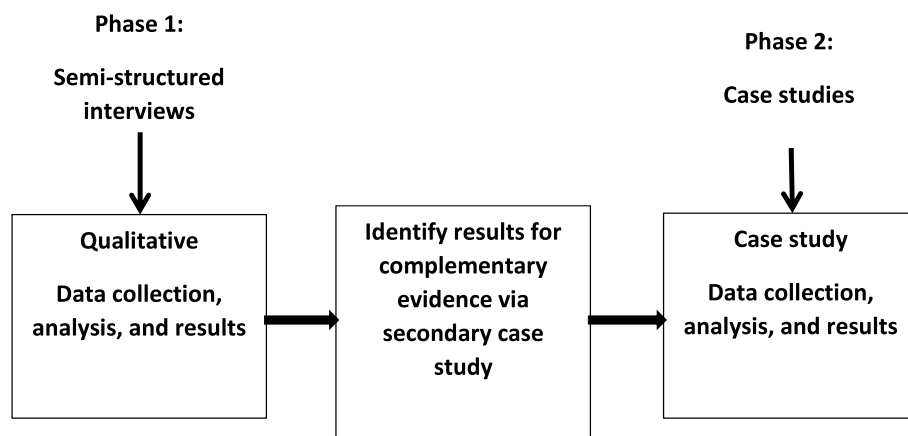 Phase 1:
Semi-structured
interviews
Phase 2:
Case studies
Qualitative
Data collection,
analysis, and results
Identify results for
complementary
evidence via
secondary case
study
Case study
Data collection,
analysis, and results